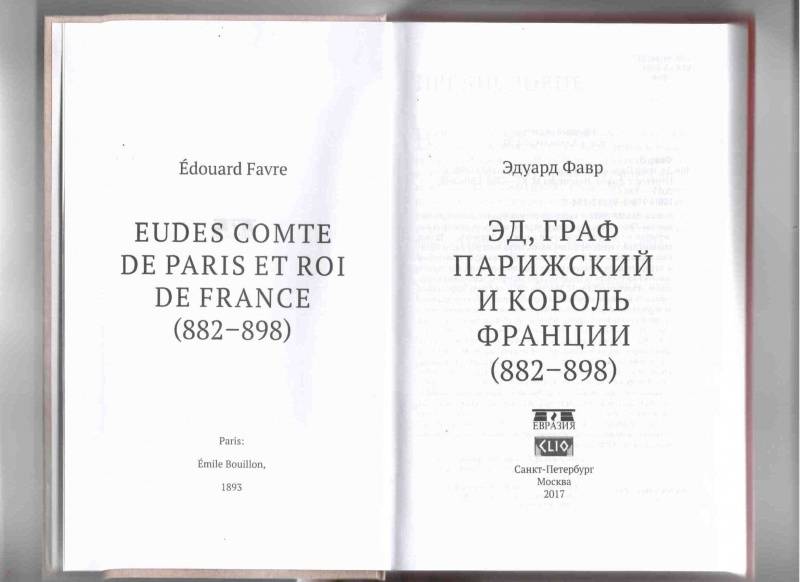 Édouard Favre
EUDES COMTE
DE PARIS ET ROI
DE FRANCE
(882–898)
Paris:
Émile Bouillon,
1893
Эдуард Фавр
ЭД, ГРАФ
ПАРИЖСКИЙ
И КОРОЛЬ
ФРАНЦИИ
(882–898)
ЕВРАЗИЯ
CLIO
Санкт-Петербург
Москва
2017